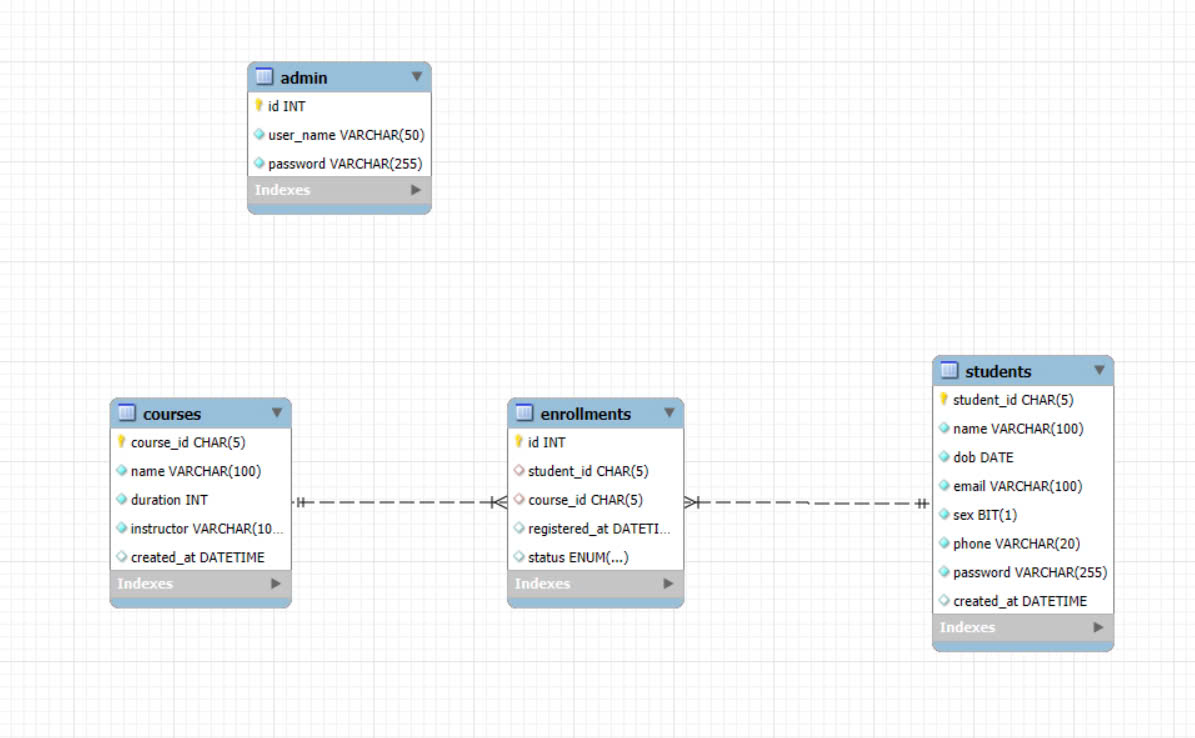 admin
id INT
user_name VARCHAR(50)
password VARCHAR(255)
Indexes
courses
course_id CHAR(5)
name VARCHAR(100)
duration INT
instructor VARCHAR(10...
created_at DATETIME
Indexes
enrollments
id INT
student_id CHAR(5)
course_id CHAR(5)
registered_at DATETI...
status ENUM(...)
Indexes
students
student_id CHAR(5)
name VARCHAR(100)
dob DATE
email VARCHAR(100)
sex BIT(1)
phone VARCHAR(20)
password VARCHAR(255)
created_at DATETIME
Indexes